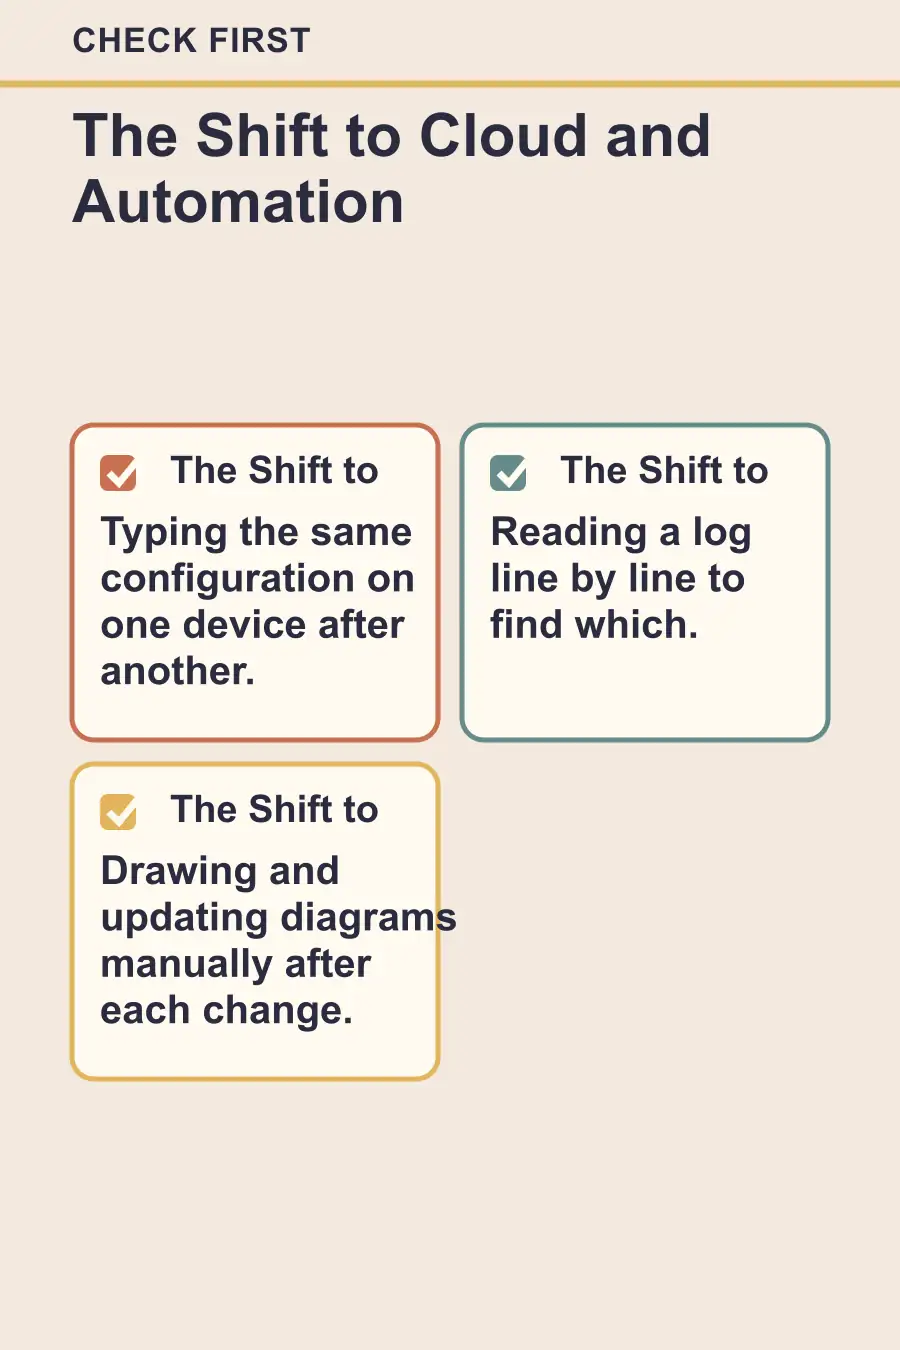 CHECK FIRST
The Shift to Cloud and
Automation
The Shift to
Typing the same
configuration on
one device after
another.
The Shift to
Reading a log
line by line to
find which.
The Shift to
Drawing and
updating diagrams
manually after
each change.